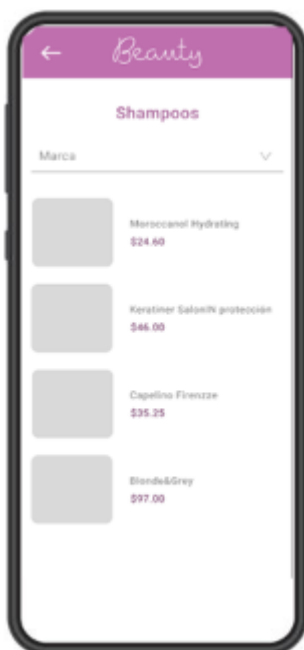 Beauty
Shampoos
Marca
Moroccanol Hydrating
$24.60
Keratiner SalonIN protección
$46.00
Capelino Firenzze
$35.25
Blonde&Grey
$97.00